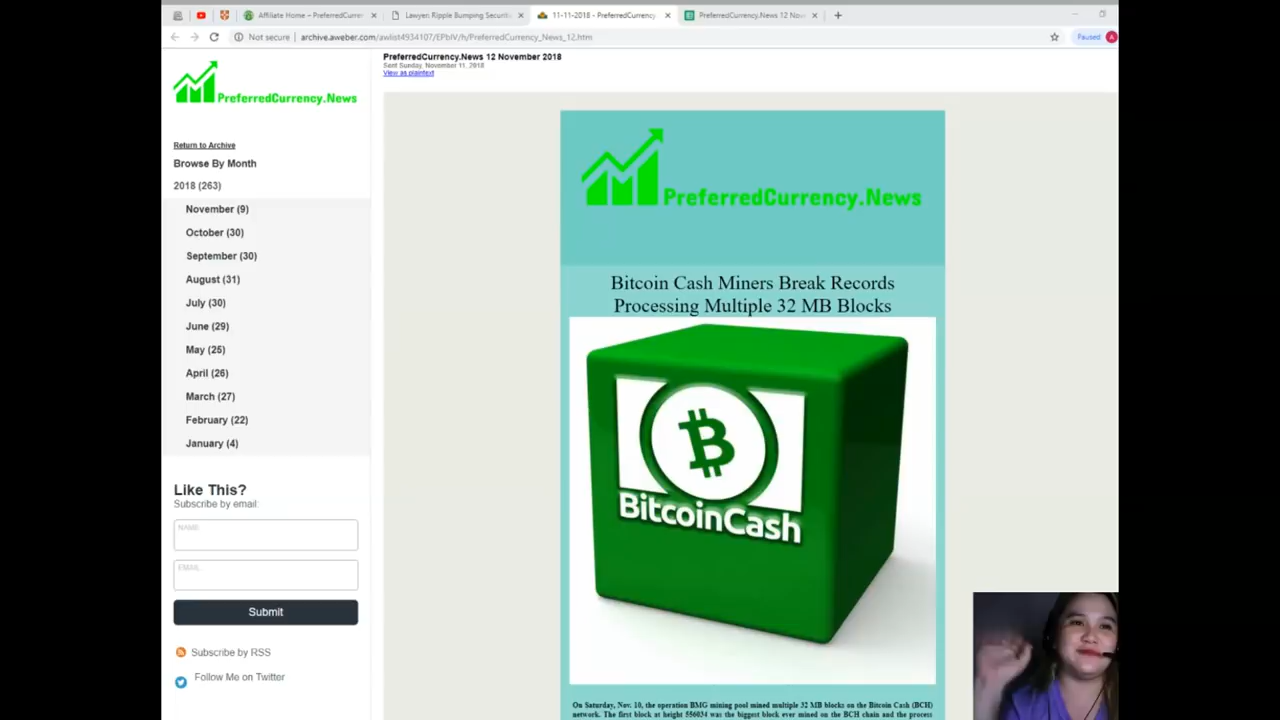 Affiliate Home – PreferredCurren
Lawyer: Ripple Bumping Securit
11-11-2018 - PreferredCurrency
PreferredCurrency.News 12 Nov
Not secure | archive.aweber.com/awlist4934107/EPbIV/h/PreferredCurrency_News_12.htm
Paused
A
PreferredCurrency.News
Return to Archive
Browse By Month
2018 (263)
November (9)
October (30)
September (30)
August (31)
July (30)
June (29)
May (25)
April (26)
March (27)
February (22)
January (4)
Like This?
Subscribe by email:
NAME:
EMAIL:
Submit
Subscribe by RSS
Follow Me on Twitter
PreferredCurrency.News 12 November 2018
Sent Sunday, November 11, 2018
View as plaintext
PreferredCurrency.News
Bitcoin Cash Miners Break Records
Processing Multiple 32 MB Blocks
BitcoinCash
On Saturday, Nov. 10, the operation BMG mining pool mined multiple 32 MB blocks on the Bitcoin Cash (BCH)
network. The first block at height 556034 was the biggest block ever mined on the BCH chain and the process